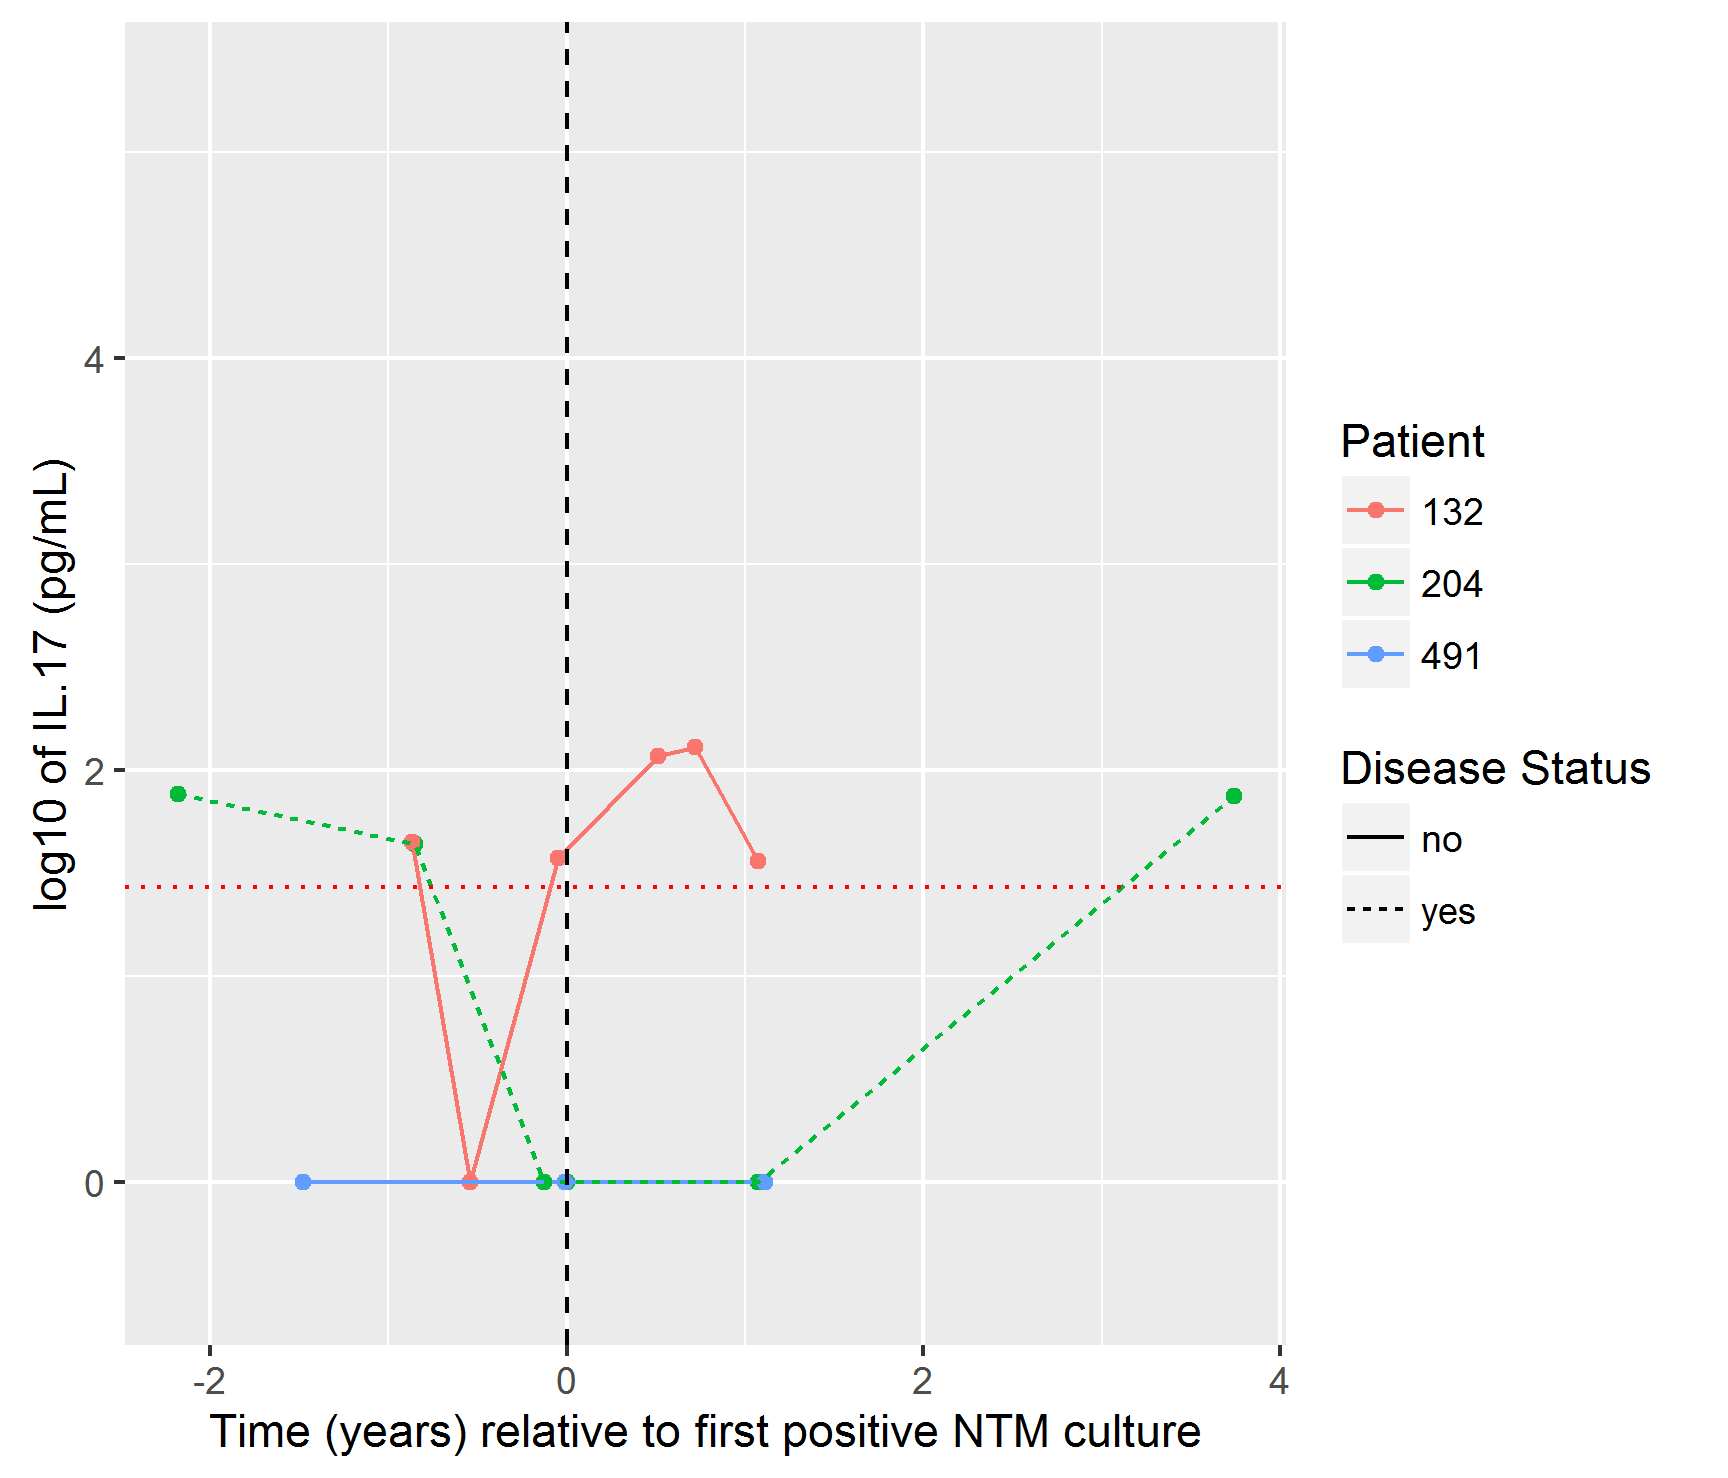 log10 of IL.17 (pg/mL)
4
2
0
-2
0
2
4
Time (years) relative to first positive NTM culture
Patient
132
204
491
Disease Status
no
yes